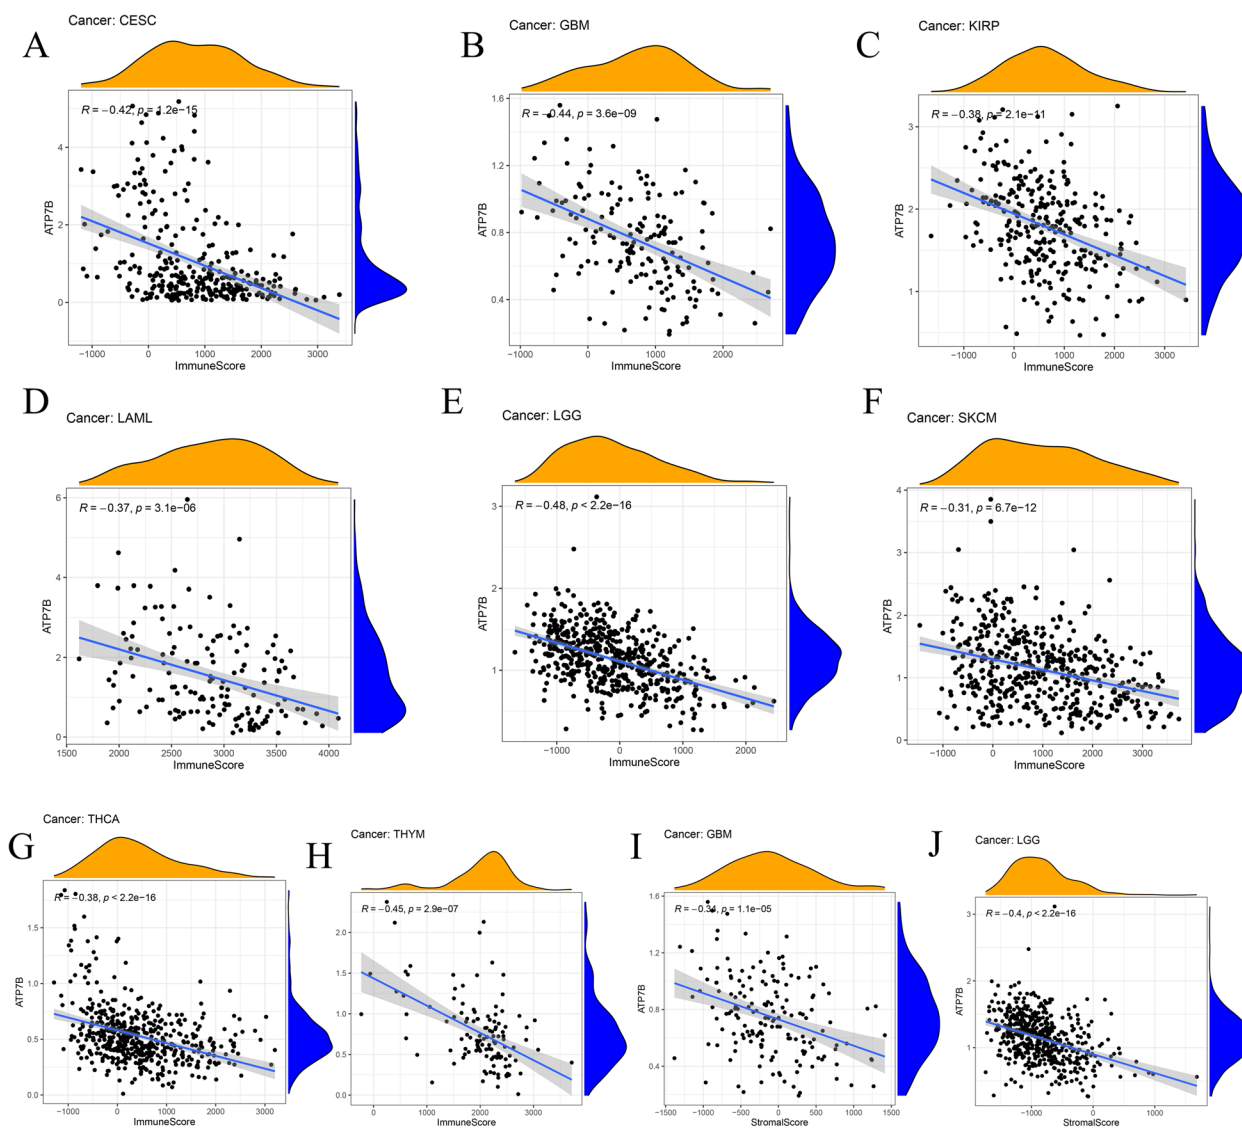 A
Cancer: CESC
R = −0.42, p = 1.2e−15
4
2
0
ATP7B
−1000 0 1000 2000 3000
ImmuneScore
B
Cancer: GBM
R = −0.44, p = 3.6e−09
1.6
1.2
0.8
0.4
ATP7B
−1000 0 1000 2000
ImmuneScore
C
Cancer: KIRP
R = −0.38, p = 2.1e−11
3
2
1
ATP7B
−1000 0 1000 2000 3000
ImmuneScore
D
Cancer: LAML
R = −0.37, p = 3.1e−06
6
4
2
0
ATP7B
1500 2000 2500 3000 3500 4000
ImmuneScore
E
Cancer: LGG
R = −0.48, p < 2.2e−16
3
2
1
ATP7B
−1000 0 1000 2000
ImmuneScore
F
Cancer: SKCM
R = −0.31, p = 6.7e−12
4
3
2
1
0
ATP7B
−1000 0 1000 2000 3000
ImmuneScore
G
Cancer: THCA
R = −0.38, p < 2.2e−16
1.5
1.0
0.5
0.0
ATP7B
−1000 0 1000 2000 3000
ImmuneScore
H
Cancer: THYM
R = −0.45, p = 2.9e−07
2.0
1.5
1.0
0.5
0.0
ATP7B
0 1000 2000 3000
ImmuneScore
I
Cancer: GBM
R = −0.34, p = 1.1e−05
1.6
1.2
0.8
0.4
ATP7B
−1500 −1000 −500 0 500 1000 1500
StromalScore
J
Cancer: LGG
R = −0.4, p < 2.2e−16
3
2
1
ATP7B
−1000 0 1000
StromalScore